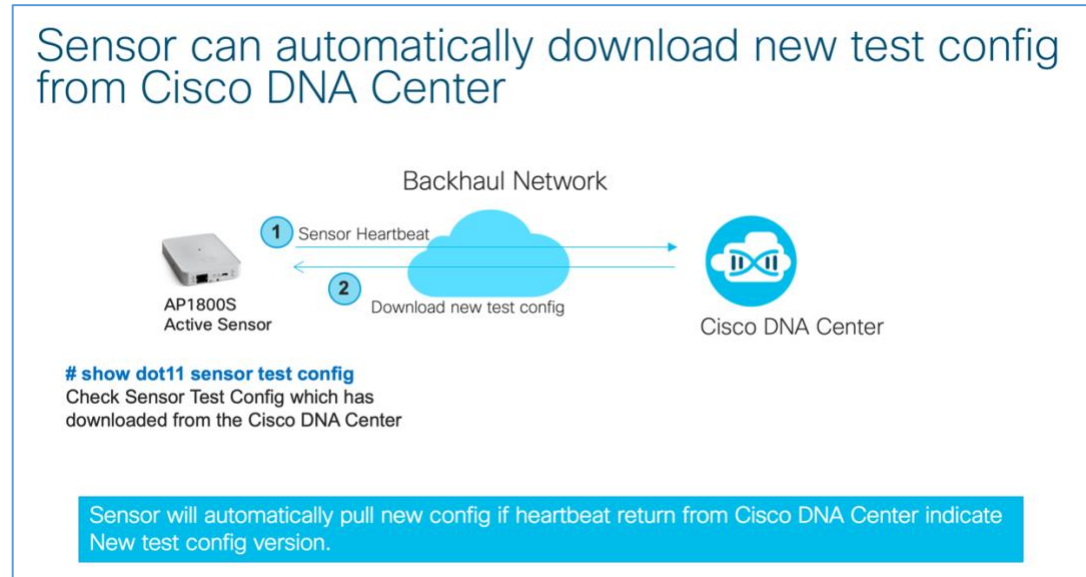 Sensor can automatically download new test config
from Cisco DNA Center
Backhaul Network
1
Sensor Heartbeat
2
Download new test config
AP1800S
Active Sensor
Cisco DNA Center
# show dot11 sensor test config
Check Sensor Test Config which has
downloaded from the Cisco DNA Center
Sensor will automatically pull new config if heartbeat return from Cisco DNA Center indicate
New test config version.